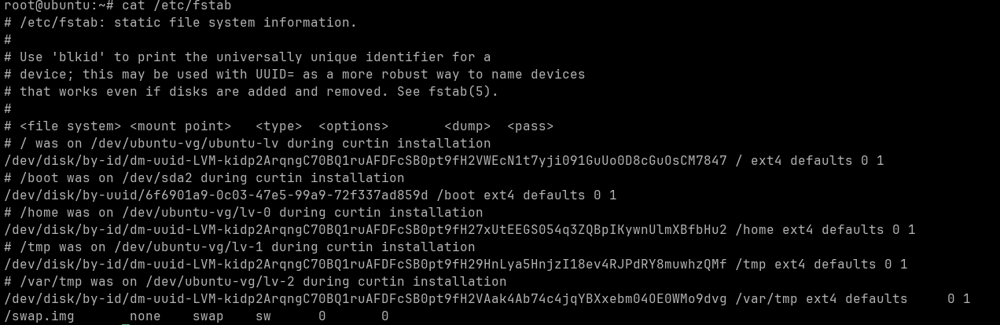 root@ubuntu:~# cat /etc/fstab
# /etc/fstab: static file system information.
#
# Use 'blkid' to print the universally unique identifier for a
# device; this may be used with UUID= as a more robust way to name devices
# that works even if disks are added and removed. See fstab(5).
#
# <file system> <mount point>   <type>  <options>       <dump>  <pass>
# / was on /dev/ubuntu-vg/ubuntu-lv during curtin installation
/dev/disk/by-id/dm-uuid-LVM-kidp2ArqngC70BQ1ruAFDFcSB0pt9fH2VWEcN1t7yji091GuUo0D8cGuOsCM7847 / ext4 defaults 0 1
# /boot was on /dev/sda2 during curtin installation
/dev/disk/by-uuid/6f6901a9-0c03-47e5-99a9-72f337ad859d /boot ext4 defaults 0 1
# /home was on /dev/ubuntu-vg/lv-0 during curtin installation
/dev/disk/by-id/dm-uuid-LVM-kidp2ArqngC70BQ1ruAFDFcSB0pt9fH27xUtEEGS054q3ZQBpIKywnUlmXBfbHu2 /home ext4 defaults 0 1
# /tmp was on /dev/ubuntu-vg/lv-1 during curtin installation
/dev/disk/by-id/dm-uuid-LVM-kidp2ArqngC70BQ1ruAFDFcSB0pt9fH29HnLya5HnjzI18ev4RJPdRY8muwhzQMf /tmp ext4 defaults 0 1
# /var/tmp was on /dev/ubuntu-vg/lv-2 during curtin installation
/dev/disk/by-id/dm-uuid-LVM-kidp2ArqngC70BQ1ruAFDFcSB0pt9fH2VAak4Ab74c4jqYBXxebm04OE0WMo9dvg /var/tmp ext4 defaults     0 1
/swap.img       none    swap    sw      0       0